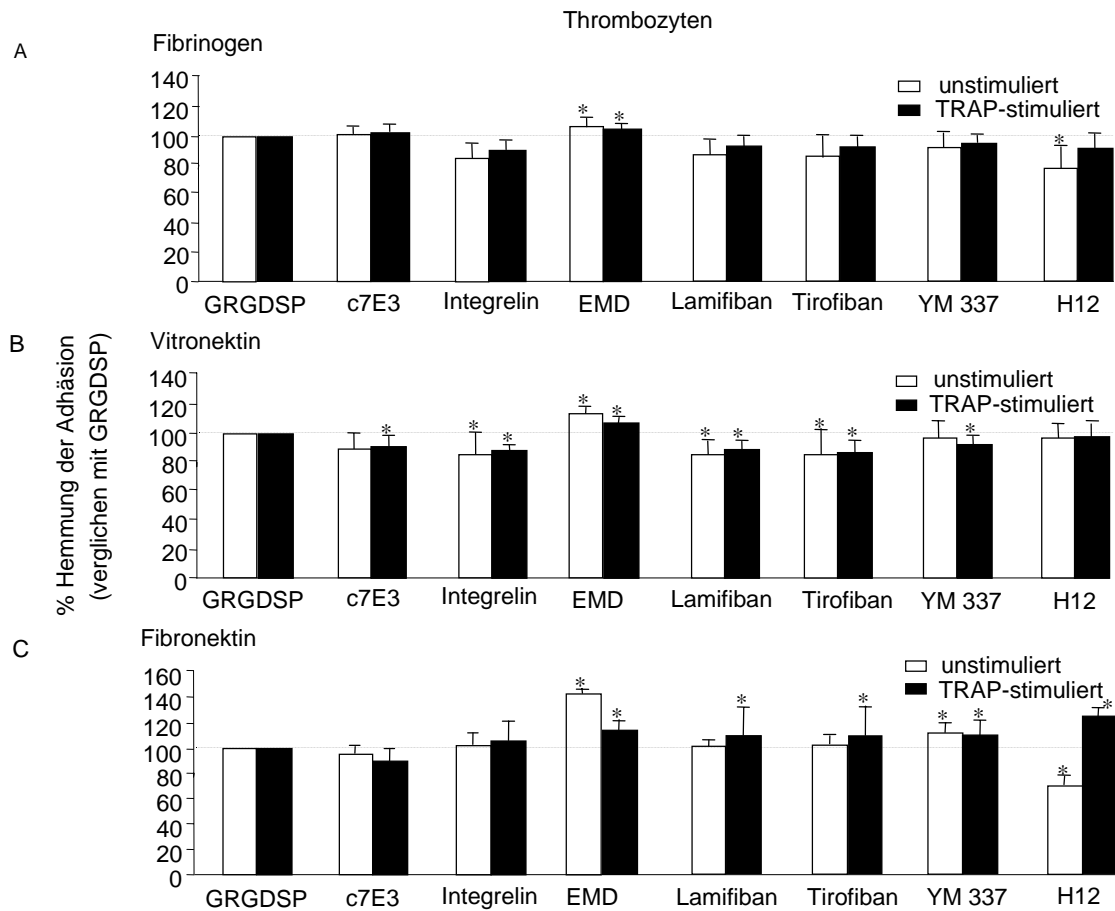 Thrombozyten
A
Fibrinogen
140
120
100
80
60
40
20
0
unstimuliert
TRAP-stimuliert
* * *
GRGDSP c7E3 Integrelin EMD Lamifiban Tirofiban YM 337 H12
% Hemmung der Adhäsion
(verglichen mit GRGDSP)
B
Vitronektin
140
120
100
80
60
40
20
0
unstimuliert
TRAP-stimuliert
* * * * * * * * * *
GRGDSP c7E3 Integrelin EMD Lamifiban Tirofiban YM 337 H12
C
Fibronektin
160
140
120
100
80
60
40
20
0
unstimuliert
TRAP-stimuliert
* * * * * * * *
GRGDSP c7E3 Integrelin EMD Lamifiban Tirofiban YM 337 H12